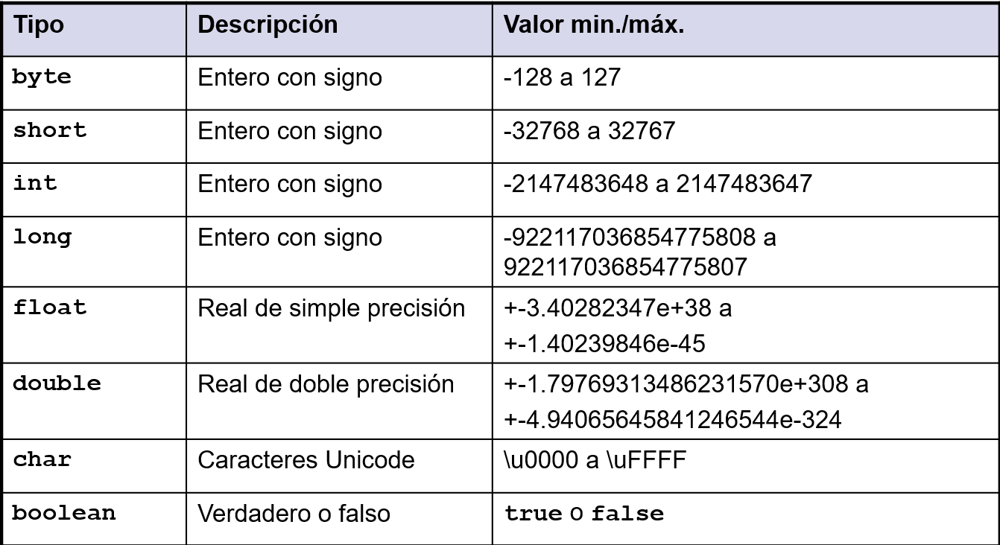 Tipo Descripción Valor min./máx.
byte Entero con signo -128 a 127
short Entero con signo -32768 a 32767
int Entero con signo -2147483648 a 2147483647
long Entero con signo -922117036854775808 a
922117036854775807
float Real de simple precisión +-3.40282347e+38 a
+-1.40239846e-45
double Real de doble precisión +-1.79769313486231570e+308 a
+-4.94065645841246544e-324
char Caracteres Unicode \u0000 a \uFFFF
boolean Verdadero o falso true o false